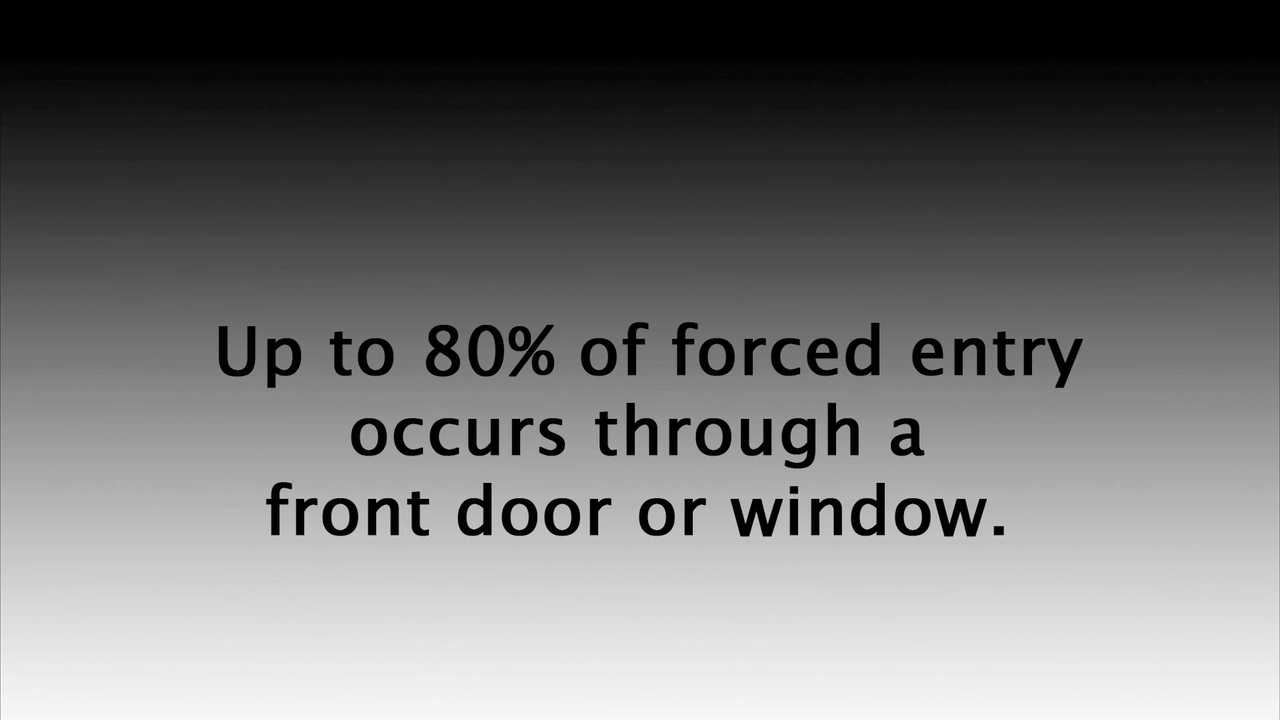 Up to 80% of forced entry
occurs through a
front door or window.